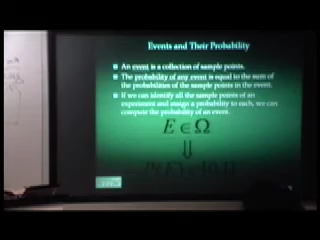 Events and Their Probability
An event is a collection of sample points.
The probability of any event is equal to the sum of
the probabilities of the sample points in the event.
If we can identify all the sample points of an
experiment and assign a probability to each, we can
compute the probability of an event.
E ∈ Ω
⇓